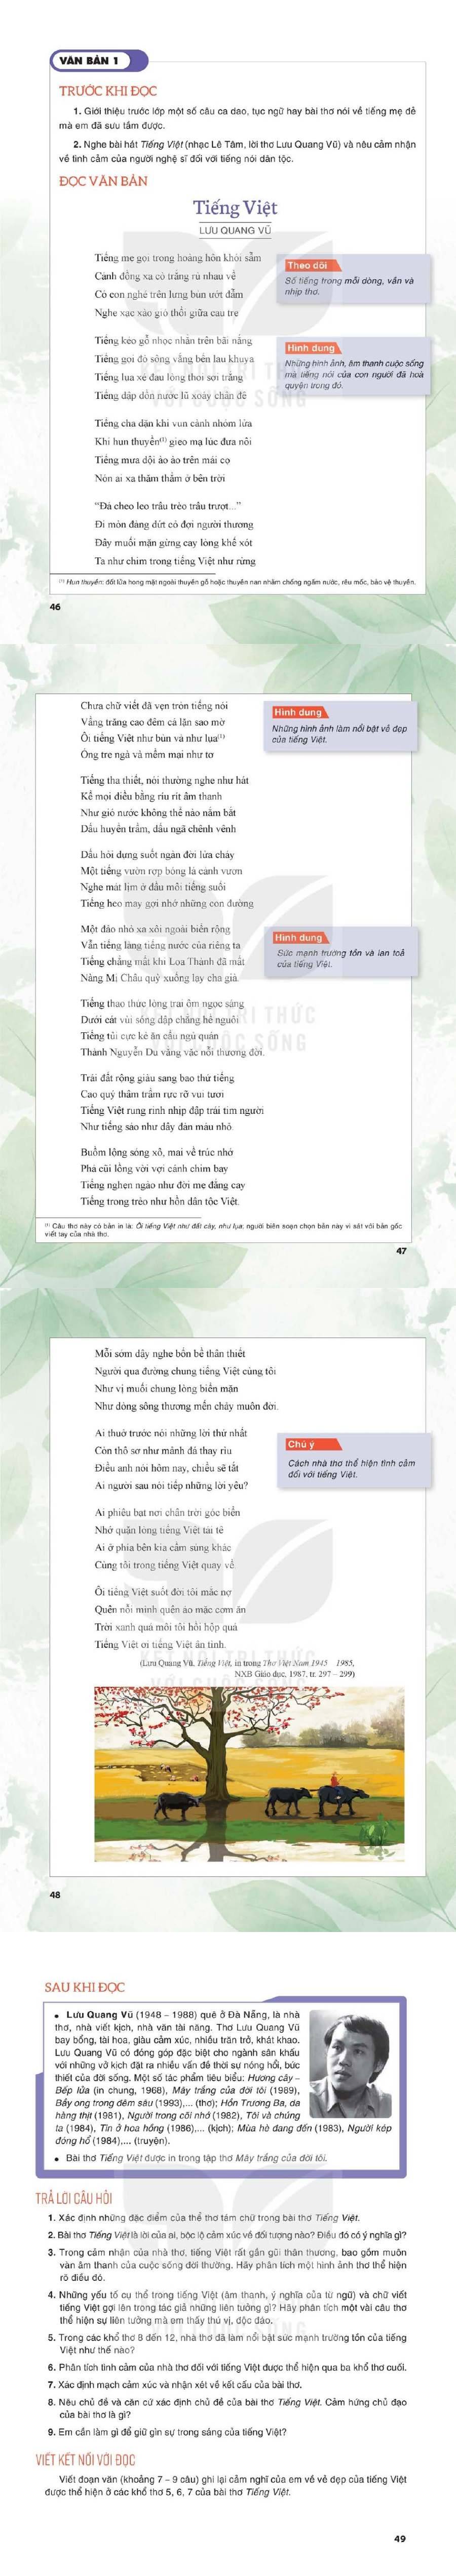 VĂN BẢN 1
TRƯỚC KHI ĐỌC
1. Giới thiệu trước lớp một số câu ca dao, tục ngữ hay bài thơ nói về tiếng mẹ đẻ
mà em đã sưu tầm được.
2. Nghe bài hát Tiếng Việt (nhạc Lê Tâm, lời thơ Lưu Quang Vũ) và nêu cảm nhận
về tình cảm của người nghệ sĩ đối với tiếng nói dân tộc.
ĐỌC VĂN BẢN
Tiếng Việt
LƯU QUANG VŨ
Tiếng mẹ gọi trong hoàng hôn khói sẫm
Cánh đồng xa cò trắng rủ nhau về
Có con nghé trên lưng bùn ướt đẫm
Nghe xạc xào gió thổi giữa cau tre
Theo dõi
Số tiếng trong mỗi dòng, vần và
nhịp thơ.
Tiếng kéo gỗ nhọc nhằn trên bãi nắng
Tiếng gọi đò sông vắng bến lau khuya
Tiếng lụa xé đau lòng thoi sợi trắng
Tiếng dập dồn nước lũ xoáy chân đê
Hình dung
Những hình ảnh, âm thanh cuộc sống
mà tiếng nói của con người đã hoà
quyện trong đó.
Tiếng cha dặn khi vun cành nhóm lửa
Khi hun thuyền(1) gieo mạ lúc đưa nôi
Tiếng mưa dội ào ào trên mái cọ
Nón ai xa thăm thẳm ở bên trời
“Đá cheo leo trâu trèo trâu trượt...”
Đi mòn đàng dứt cỏ đợi người thương
Đây muối mặn gừng cay lòng khế xót
Ta như chim trong tiếng Việt như rừng
(1) Hun thuyền: đốt lửa hong mặt ngoài thuyền gỗ hoặc thuyền nan nhằm chống ngấm nước, rêu mốc, bảo vệ thuyền.
46
Chưa chữ viết đã vẹn tròn tiếng nói
Vầng trăng cao đêm cá lặn sao mờ
Ôi tiếng Việt như bùn và như lụa(1)
Óng tre ngà và mềm mại như tơ
Hình dung
Những hình ảnh làm nổi bật vẻ đẹp
của tiếng Việt.
Tiếng tha thiết, nói thường nghe như hát
Kể mọi điều bằng ríu rít âm thanh
Như gió nước không thể nào nắm bắt
Dấu huyền trầm, dấu ngã chênh vênh
Dấu hỏi dựng suốt ngàn đời lửa cháy
Một tiếng vườn rợp bóng lá cành vươn
Nghe mát lịm ở đầu môi tiếng suối
Tiếng heo may gợi nhớ những con đường
Một đảo nhỏ xa xôi ngoài biển rộng
Vẫn tiếng làng tiếng nước của riêng ta
Tiếng chẳng mất khi Loa Thành đã mất
Nàng Mị Châu quỳ xuống lạy cha già
Hình dung
Sức mạnh trường tồn và lan toả
của tiếng Việt.
Tiếng thao thức lòng trai ôm ngọc sáng
Dưới cát vùi sóng dập chẳng hề nguôi
Tiếng tủi cực kẻ ăn cầu ngủ quán
Thành Nguyễn Du vằng vặc nỗi thương đời.
Trái đất rộng giàu sang bao thứ tiếng
Cao quý thâm trầm rực rỡ vui tươi
Tiếng Việt rung rinh nhịp đập trái tim người
Như tiếng sáo như dây đàn máu nhỏ.
Buồm lộng sóng xô, mai về trúc nhớ
Phá cũi lồng vời vợi cánh chim bay
Tiếng nghẹn ngào như đời mẹ đắng cay
Tiếng trong trẻo như hồn dân tộc Việt.
(1) Câu thơ này có bản in là: Ôi tiếng Việt như đất cày, như lụa; người biên soạn chọn bản này vì sát với bản gốc
viết tay của nhà thơ.
47
Mỗi sớm dậy nghe bốn bề thân thiết
Người qua đường chung tiếng Việt cùng tôi
Như vị muối chung lòng biển mặn
Như dòng sông thương mến chảy muôn đời.
Ai thuở trước nói những lời thứ nhất
Còn thô sơ như mảnh đá thay rìu
Điều anh nói hôm nay, chiều sẽ tắt
Ai người sau nói tiếp những lời yêu?
Chú ý
Cách nhà thơ thể hiện tình cảm
đối với tiếng Việt.
Ai phiêu bạt nơi chân trời góc biển
Nhớ quặn lòng tiếng Việt tái tê
Ai ở phía bên kia cầm súng khác
Cùng tôi trong tiếng Việt quay về
Ôi tiếng Việt suốt đời tôi mắc nợ
Quên nỗi mình quên áo mặc cơm ăn
Trời xanh quá môi tôi hồi hộp quá
Tiếng Việt ơi tiếng Việt ân tình.
(Lưu Quang Vũ, Tiếng Việt, in trong Thơ Việt Nam 1945 – 1985,
NXB Giáo dục, 1987, tr. 297 – 299)
48
SAU KHI ĐỌC
• Lưu Quang Vũ (1948 – 1988) quê ở Đà Nẵng, là nhà
thơ, nhà viết kịch, nhà văn tài năng. Thơ Lưu Quang Vũ
bay bổng, tài hoa, giàu cảm xúc, nhiều trăn trở, khát khao.
Lưu Quang Vũ có đóng góp đặc biệt cho ngành sân khấu
với những vở kịch đặt ra nhiều vấn đề thời sự nóng hổi, bức
thiết của đời sống. Một số tác phẩm tiêu biểu: Hương cây –
Bếp lửa (in chung, 1968), Mây trắng của đời tôi (1989),
Bầy ong trong đêm sâu (1993),... (thơ); Hồn Trương Ba, da
hàng thịt (1981), Người trong cõi nhớ (1982), Tôi và chúng
ta (1984), Tin ở hoa hồng (1986),... (kịch); Mùa hè đang đến (1983), Người kép
đóng hổ (1984),... (truyện).
• Bài thơ Tiếng Việt được in trong tập thơ Mây trắng của đời tôi.
TRẢ LỜI CÂU HỎI
1. Xác định những đặc điểm của thể thơ tám chữ trong bài thơ Tiếng Việt.
2. Bài thơ Tiếng Việt là lời của ai, bộc lộ cảm xúc về đối tượng nào? Điều đó có ý nghĩa gì?
3. Trong cảm nhận của nhà thơ, tiếng Việt rất gần gũi thân thương, bao gồm muôn
vàn âm thanh của cuộc sống đời thường. Hãy phân tích một hình ảnh thơ thể hiện
rõ điều đó.
4. Những yếu tố cụ thể trong tiếng Việt (âm thanh, ý nghĩa của từ ngữ) và chữ viết
tiếng Việt gợi lên trong tác giả những liên tưởng gì? Hãy phân tích một vài câu thơ
thể hiện sự liên tưởng mà em thấy thú vị, độc đáo.
5. Trong các khổ thơ 8 đến 12, nhà thơ đã làm nổi bật sức mạnh trường tồn của tiếng
Việt như thế nào?
6. Phân tích tình cảm của nhà thơ đối với tiếng Việt được thể hiện qua ba khổ thơ cuối.
7. Xác định mạch cảm xúc và nhận xét về kết cấu của bài thơ.
8. Nêu chủ đề và căn cứ xác định chủ đề của bài thơ Tiếng Việt. Cảm hứng chủ đạo
của bài thơ là gì?
9. Em cần làm gì để giữ gìn sự trong sáng của tiếng Việt?
VIẾT KẾT NỐI VỚI ĐỌC
Viết đoạn văn (khoảng 7 – 9 câu) ghi lại cảm nghĩ của em về vẻ đẹp của tiếng Việt
được thể hiện ở các khổ thơ 5, 6, 7 của bài thơ Tiếng Việt.
49